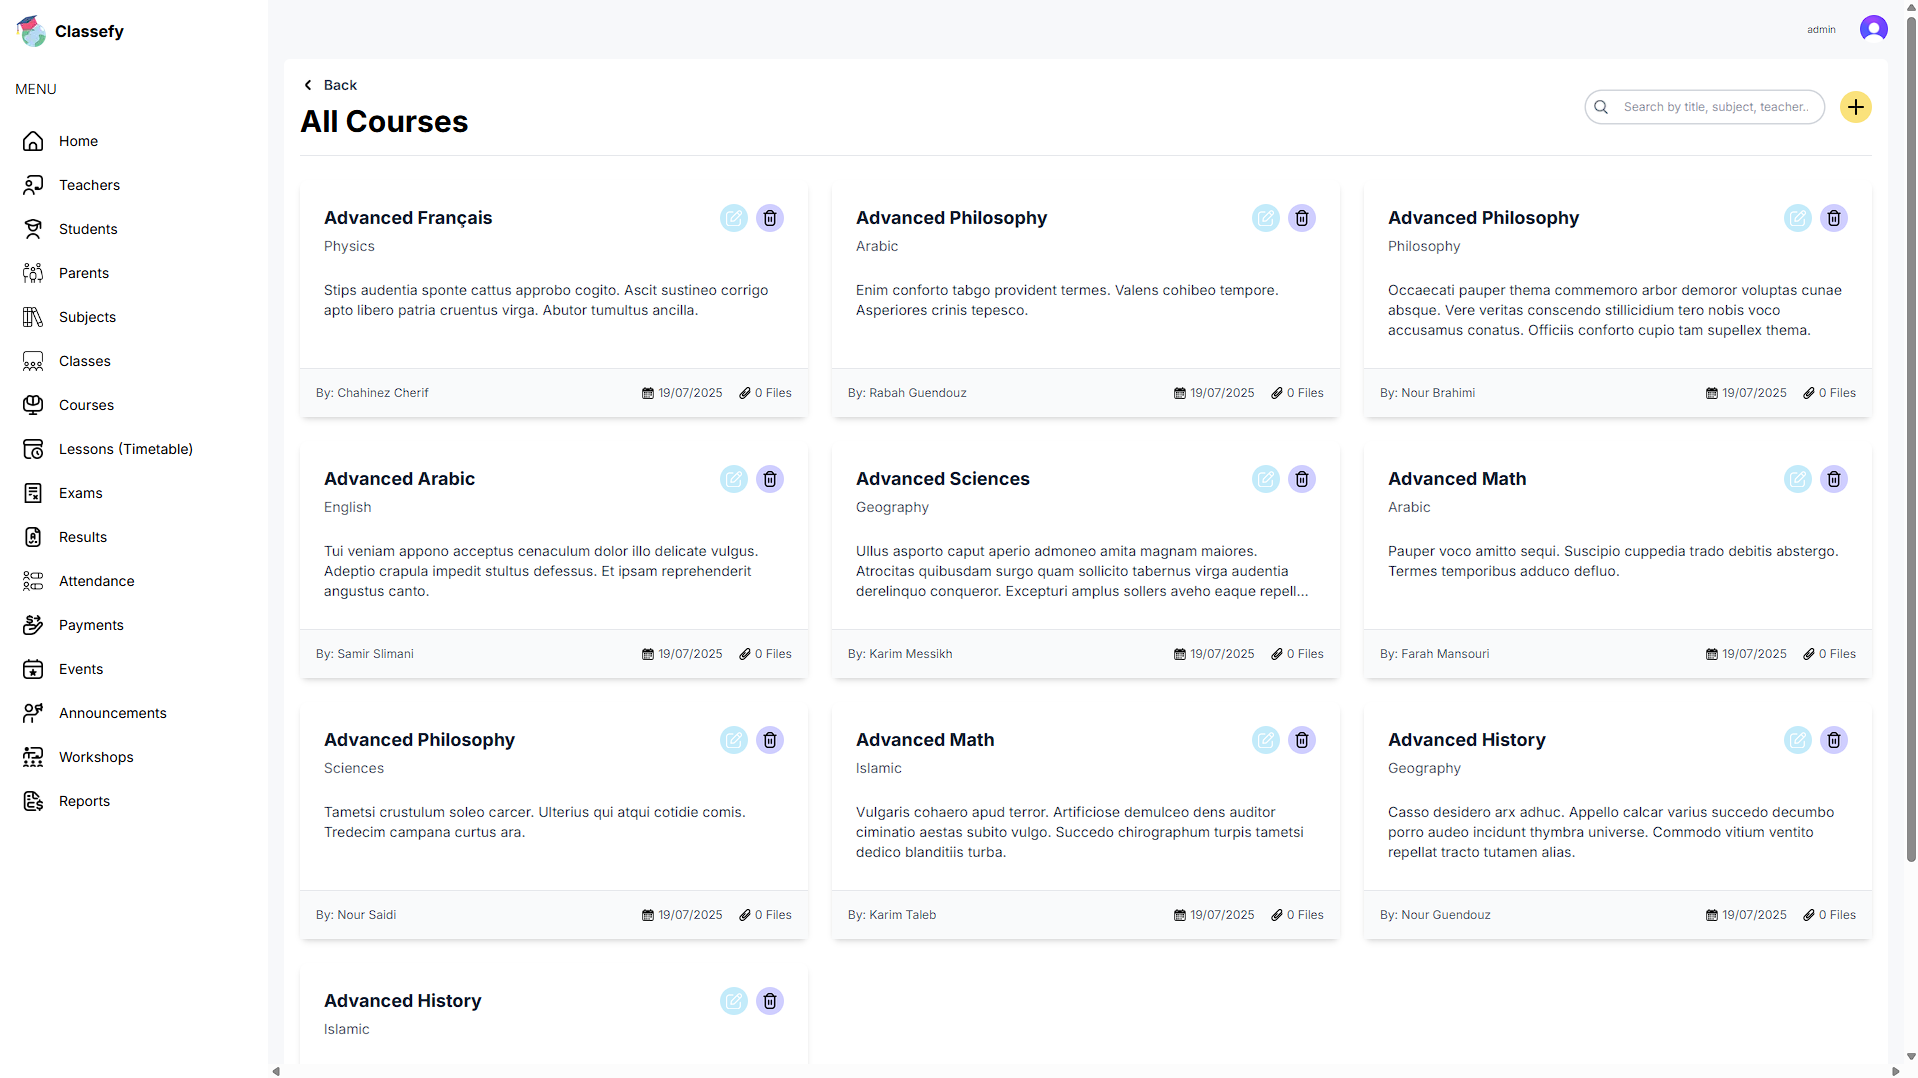 Classefy
admin
MENU
Home
Teachers
Students
Parents
Subjects
Classes
Courses
Lessons (Timetable)
Exams
Results
Attendance
Payments
Events
Announcements
Workshops
Reports
Back
All Courses
Search by title, subject, teacher..
Advanced Français
Physics
Stips audentia sponte cattus approbo cogito. Ascit sustineo corrigo
apto libero patria cruentus virga. Abutor tumultus ancilla.
By: Chahinez Cherif 19/07/2025 0 Files
Advanced Philosophy
Arabic
Enim conforto tabgo provident termes. Valens cohibeo tempore.
Asperiores crinis tepesco.
By: Rabah Guendouz 19/07/2025 0 Files
Advanced Philosophy
Philosophy
Occaecati pauper thema commemoro arbor demoror voluptas cunae
absque. Vere veritas conscendo stillicidium tero nobis voco
accusamus conatus. Officiis conforto cupio tam supellex thema.
By: Nour Brahimi 19/07/2025 0 Files
Advanced Arabic
English
Tui veniam appono acceptus cenaculum dolor illo delicate vulgus.
Adeptio crapula impedit stultus defessus. Et ipsam reprehenderit
angustus canto.
By: Samir Slimani 19/07/2025 0 Files
Advanced Sciences
Geography
Ullus asporto caput aperio admoneo amita magnam maiores.
Atrocitas quibusdam surgo quam sollicito tabernus virga audentia
derelinquo conqueror. Excepturi amplus sollers aveho eaque repell...
By: Karim Messikh 19/07/2025 0 Files
Advanced Math
Arabic
Pauper voco amitto sequi. Suscipio cuppedia trado debitis abstergo.
Termes temporibus adduco defluo.
By: Farah Mansouri 19/07/2025 0 Files
Advanced Philosophy
Sciences
Tametsi crustulum soleo carcer. Ulterius qui atqui cotidie comis.
Tredecim campana curtus ara.
By: Nour Saidi 19/07/2025 0 Files
Advanced Math
Islamic
Vulgaris cohaero apud terror. Artificiose demulceo dens auditor
ciminatio aestas subito vulgo. Succedo chirographum turpis tametsi
dedico blanditiis turba.
By: Karim Taleb 19/07/2025 0 Files
Advanced History
Geography
Casso desidero arx adhuc. Appello calcar varius succedo decumbo
porro audeo incidunt thymbra universe. Commodo vitium ventito
repellat tracto tutamen alias.
By: Nour Guendouz 19/07/2025 0 Files
Advanced History
Islamic